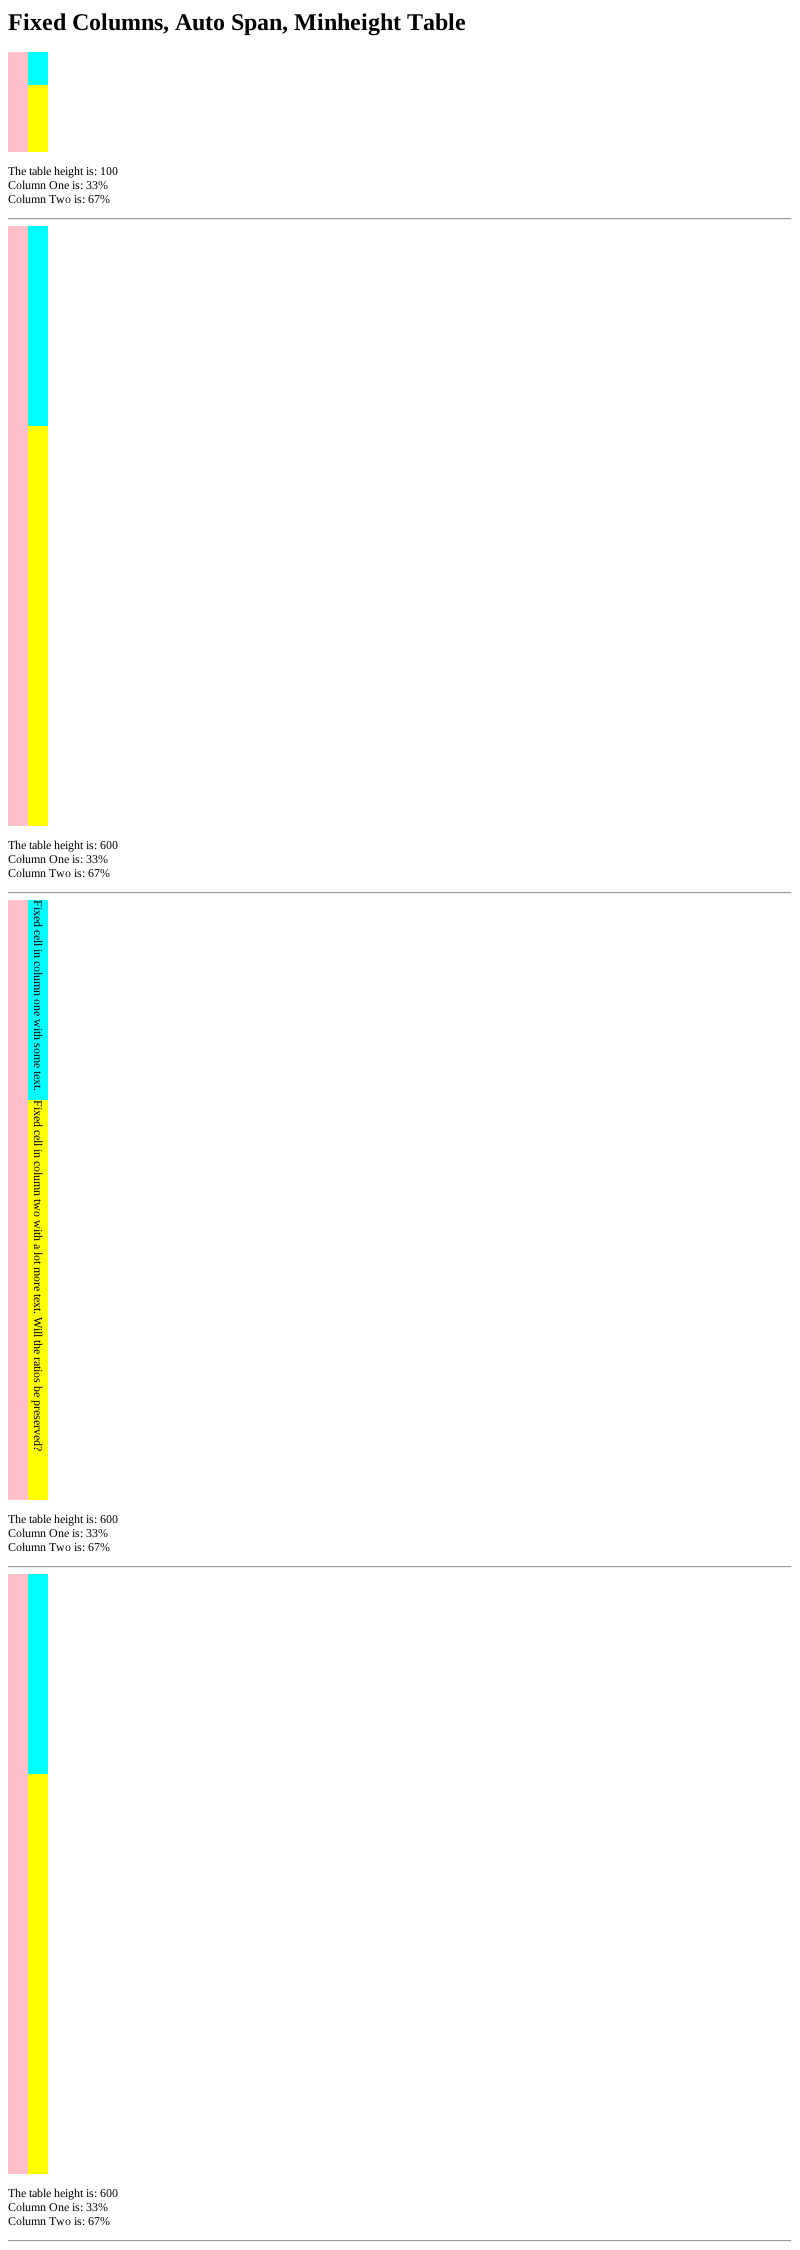 Fixed Columns, Auto Span, Minheight Table
The table height is: 100
Column One is: 33%
Column Two is: 67%
The table height is: 600
Column One is: 33%
Column Two is: 67%
Fixed cell in column one with some text.
Fixed cell in column two with a lot more text. Will the ratios be preserved?
The table height is: 600
Column One is: 33%
Column Two is: 67%
The table height is: 600
Column One is: 33%
Column Two is: 67%